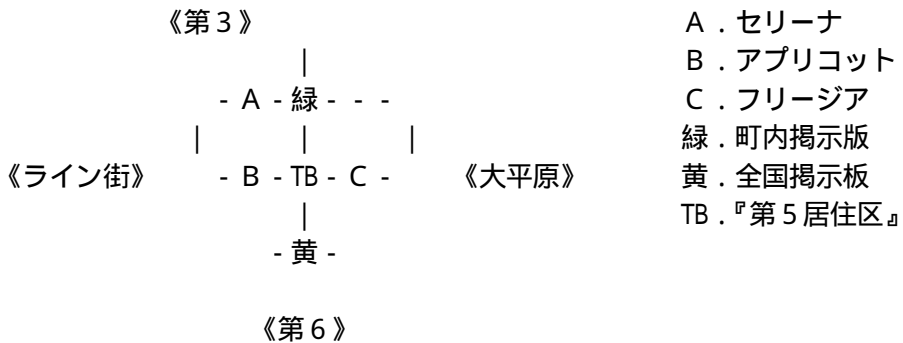 《第3》 A．セリーナ
| B．アプリコット
- A - 緑 - - - C．フリージア
| | | 緑．町内掲示版
《ライン街》 - B - TB - C - 《大平原》 黄．全国掲示板
| TB．『第5居住区』
- 黄 -
《第6》